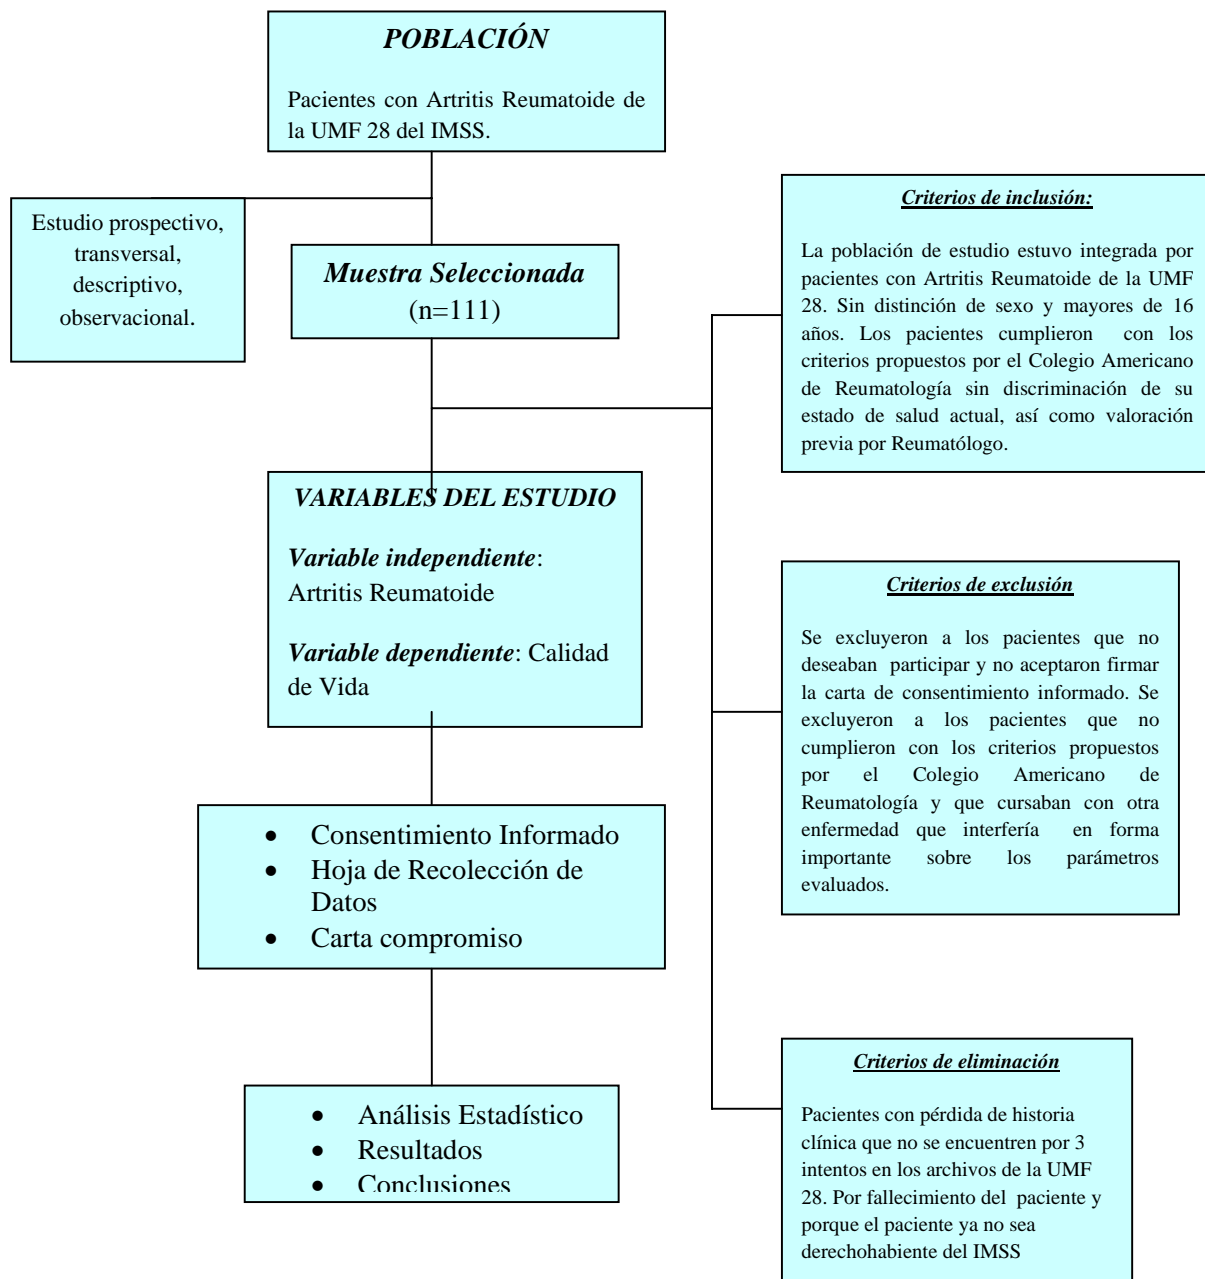 POBLACIÓN
Pacientes con Artritis Reumatoide de
la UMF 28 del IMSS.
Estudio prospectivo,
transversal,
descriptivo,
observacional.
Muestra Seleccionada
(n=111)
Criterios de inclusión:
La población de estudio estuvo integrada por
pacientes con Artritis Reumatoide de la UMF
28. Sin distinción de sexo y mayores de 16
años. Los pacientes cumplieron con los
criterios propuestos por el Colegio Americano
de Reumatología sin discriminación de su
estado de salud actual, así como valoración
previa por Reumatólogo.
VARIABLES DEL ESTUDIO
Variable independiente:
Artritis Reumatoide
Variable dependiente: Calidad
de Vida
Criterios de exclusión
Se excluyeron a los pacientes que no
deseaban participar y no aceptaron firmar
la carta de consentimiento informado. Se
excluyeron a los pacientes que no
cumplieron con los criterios propuestos
por el Colegio Americano de
Reumatología y que cursaban con otra
enfermedad que interfería en forma
importante sobre los parámetros
evaluados.
• Consentimiento Informado
• Hoja de Recolección de
Datos
• Carta compromiso
Criterios de eliminación
Pacientes con pérdida de historia
clínica que no se encuentren por 3
intentos en los archivos de la UMF
28. Por fallecimiento del paciente y
porque el paciente ya no sea
derechohabiente del IMSS
• Análisis Estadístico
• Resultados
• Conclusiones